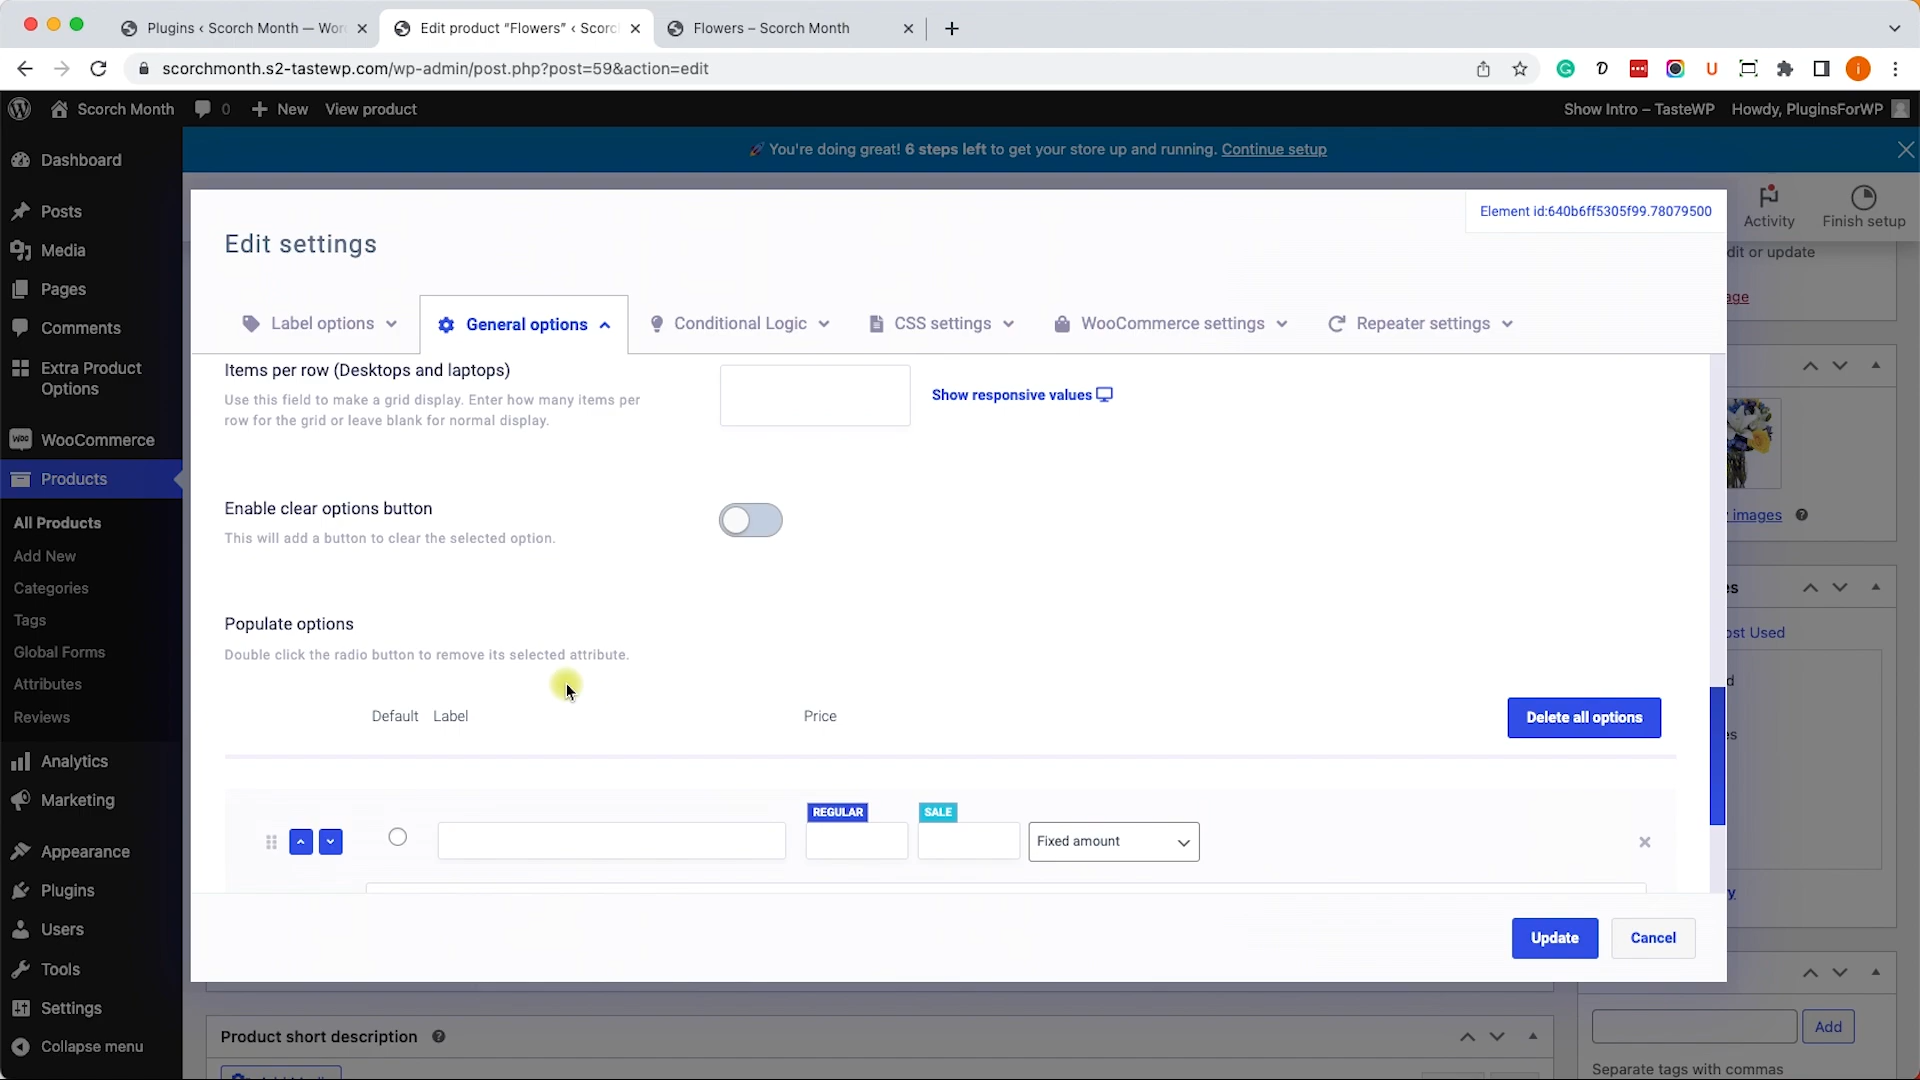 Plugins ‹ Scorch Month — Wor
Edit product “Flowers” ‹ Scorch
Flowers – Scorch Month
scorchmonth.s2-tastewp.com/wp-admin/post.php?post=59&action=edit
Scorch Month
0
New
View product
Show Intro – TasteWP
Howdy, PluginsForWP
Dashboard
Posts
Media
Pages
Comments
Extra Product
Options
WooCommerce
Products
All Products
Add New
Categories
Tags
Global Forms
Attributes
Reviews
Analytics
Marketing
Appearance
Plugins
Users
Tools
Settings
Collapse menu
You're doing great! 6 steps left to get your store up and running. Continue setup
Activity
Finish setup
Element id:640b6ff5305f99.78079500
Edit settings
Label options
General options
Conditional Logic
CSS settings
WooCommerce settings
Repeater settings
Items per row (Desktops and laptops)
Use this field to make a grid display. Enter how many items per
row for the grid or leave blank for normal display.
Show responsive values
Enable clear options button
This will add a button to clear the selected option.
Populate options
Double click the radio button to remove its selected attribute.
Default
Label
Price
Delete all options
REGULAR
SALE
Fixed amount
Update
Cancel
dit or update
age
images
ost Used
Product short description
Add
Separate tags with commas